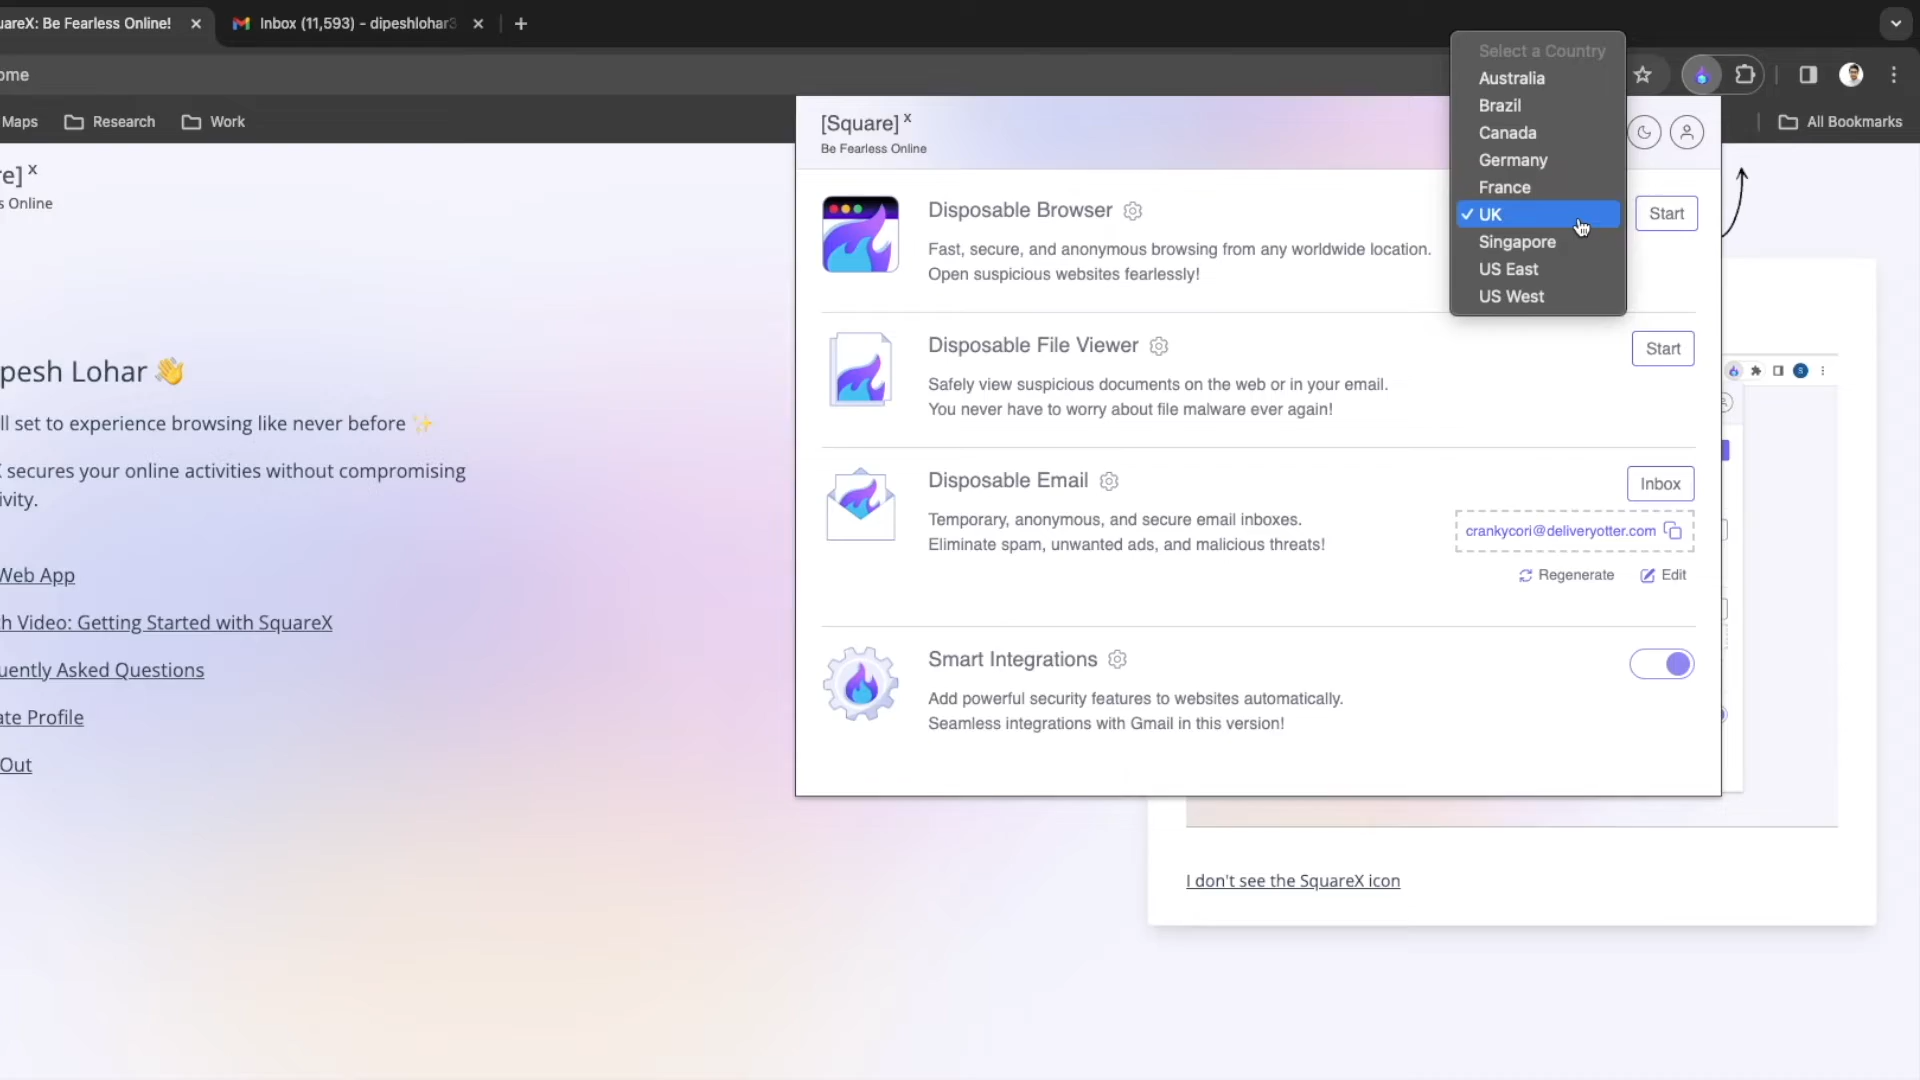 uareX: Be Fearless Online!
Inbox (11,593) - dipeshlohar3
ome
Maps
Research
Work
All Bookmarks
Select a Country
Australia
Brazil
Canada
Germany
France
✓ UK
Singapore
US East
US West
[Square] x
Be Fearless Online
e] x
s Online
pesh Lohar 👋
ll set to experience browsing like never before ✨
secures your online activities without compromising
ivity.
Web App
h Video: Getting Started with SquareX
uently Asked Questions
ate Profile
Out
Disposable Browser
Start
Fast, secure, and anonymous browsing from any worldwide location.
Open suspicious websites fearlessly!
Disposable File Viewer
Start
Safely view suspicious documents on the web or in your email.
You never have to worry about file malware ever again!
Disposable Email
Inbox
Temporary, anonymous, and secure email inboxes.
Eliminate spam, unwanted ads, and malicious threats!
crankycori@deliveryotter.com
Regenerate
Edit
Smart Integrations
Add powerful security features to websites automatically.
Seamless integrations with Gmail in this version!
S
I don't see the SquareX icon